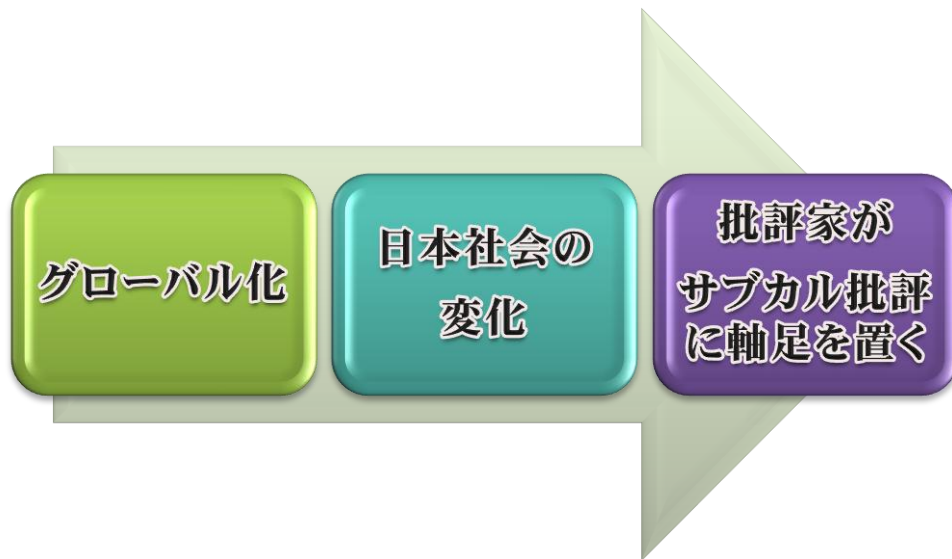 グローバル化
日本社会の
変化
批評家が
サブカル批評
に軸足を置く